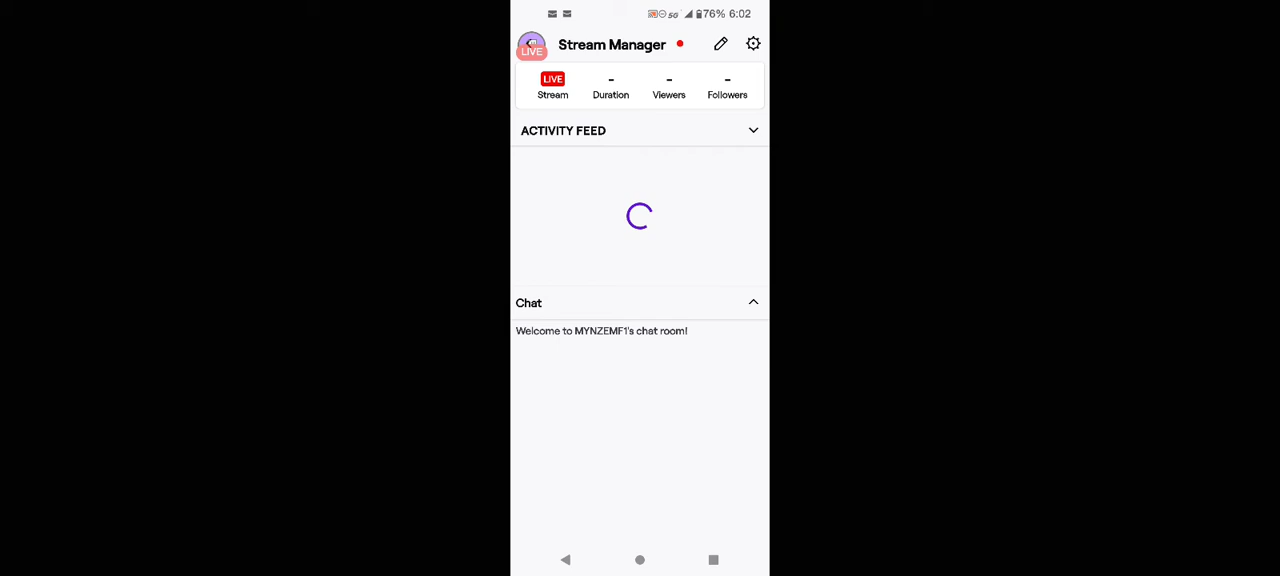 5G 76% 6:02
LIVE
Stream Manager
LIVE - - -
Stream Duration Viewers Followers
ACTIVITY FEED
Chat
Welcome to MYNZEMF1's chat room!